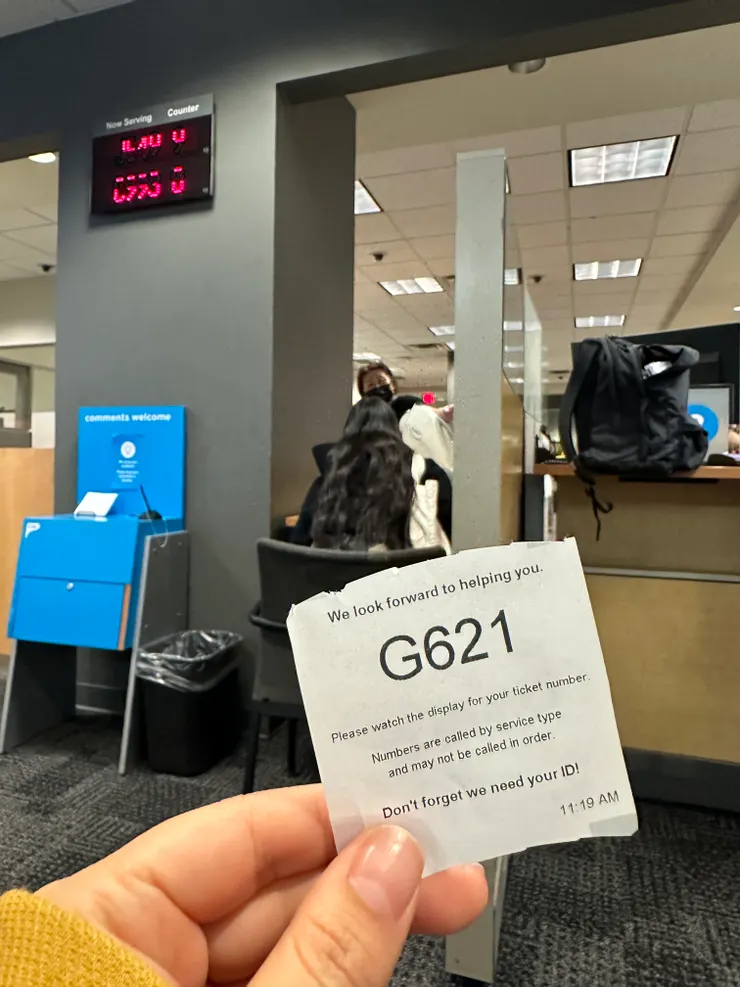 Now Serving Counter
comments welcome
We look forward to helping you.
G621
Please watch the display for your ticket number.
Numbers are called by service type
and may not be called in order.
Don't forget we need your ID!
11:19 AM